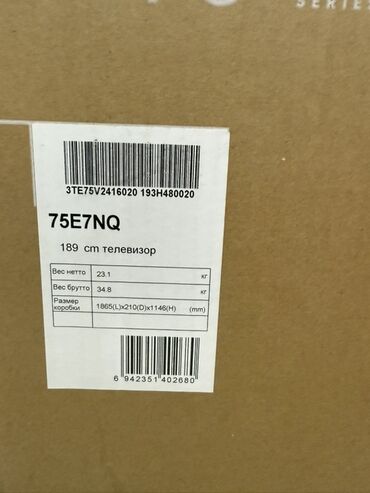 SERIES
3TE75V2416020 193H480020
75E7NQ
189 cm телевизор
Вес нетто 23.1 кг
Вес брутто 34.8 кг
Размер коробки 1865(L)x210(D)x1146(H) (mm)
6 942351 402680